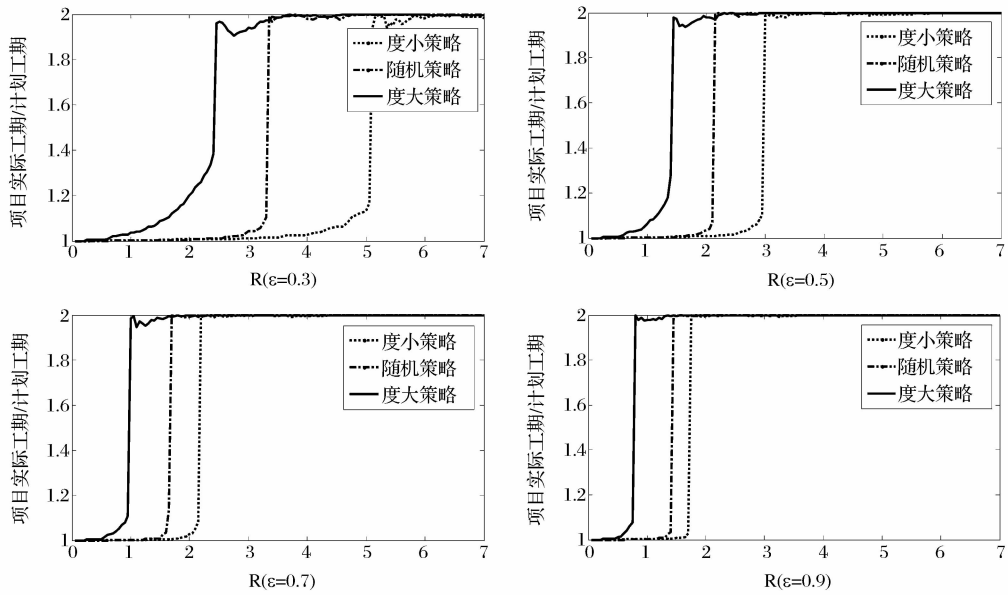 项目实际工期/计划工期
2
1.8
1.6
1.4
1.2
1
0 1 2 3 4 5 6 7
R(ε=0.3)
度小策略
随机策略
度大策略
项目实际工期/计划工期
2
1.8
1.6
1.4
1.2
1
0 1 2 3 4 5 6 7
R(ε=0.5)
度小策略
随机策略
度大策略
项目实际工期/计划工期
2
1.8
1.6
1.4
1.2
1
0 1 2 3 4 5 6 7
R(ε=0.7)
度小策略
随机策略
度大策略
项目实际工期/计划工期
2
1.8
1.6
1.4
1.2
1
0 1 2 3 4 5 6 7
R(ε=0.9)
度小策略
随机策略
度大策略